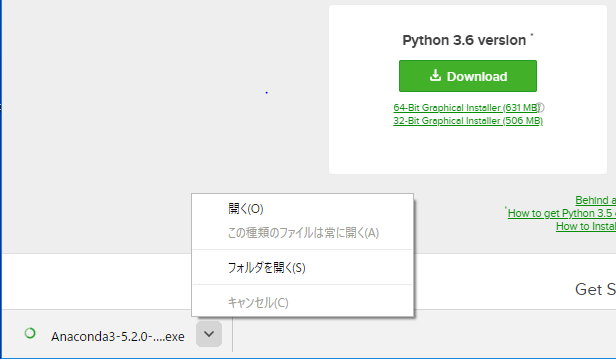 Python 3.6 version *
Download
64-Bit Graphical Installer (631 MB) ?
32-Bit Graphical Installer (506 MB)
Behind a
*How to get Python 3.5
How to Instal
開く(O)
この種類のファイルは常に開く(A)
フォルダを開く(S)
キャンセル(C)
Get S
Anaconda3-5.2.0-....exe